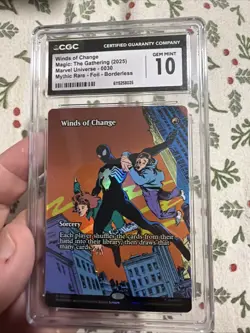 CGC
CERTIFIED GUARANTY COMPANY
Winds of Change
Magic: The Gathering (2025)
Marvel Universe - 0030
Mythic Rare - Foil - Borderless
GEM MINT
10
Winds of Change
Sorcery
Each player shuffles the cards from their
hand into their library, then draws that
many cards.